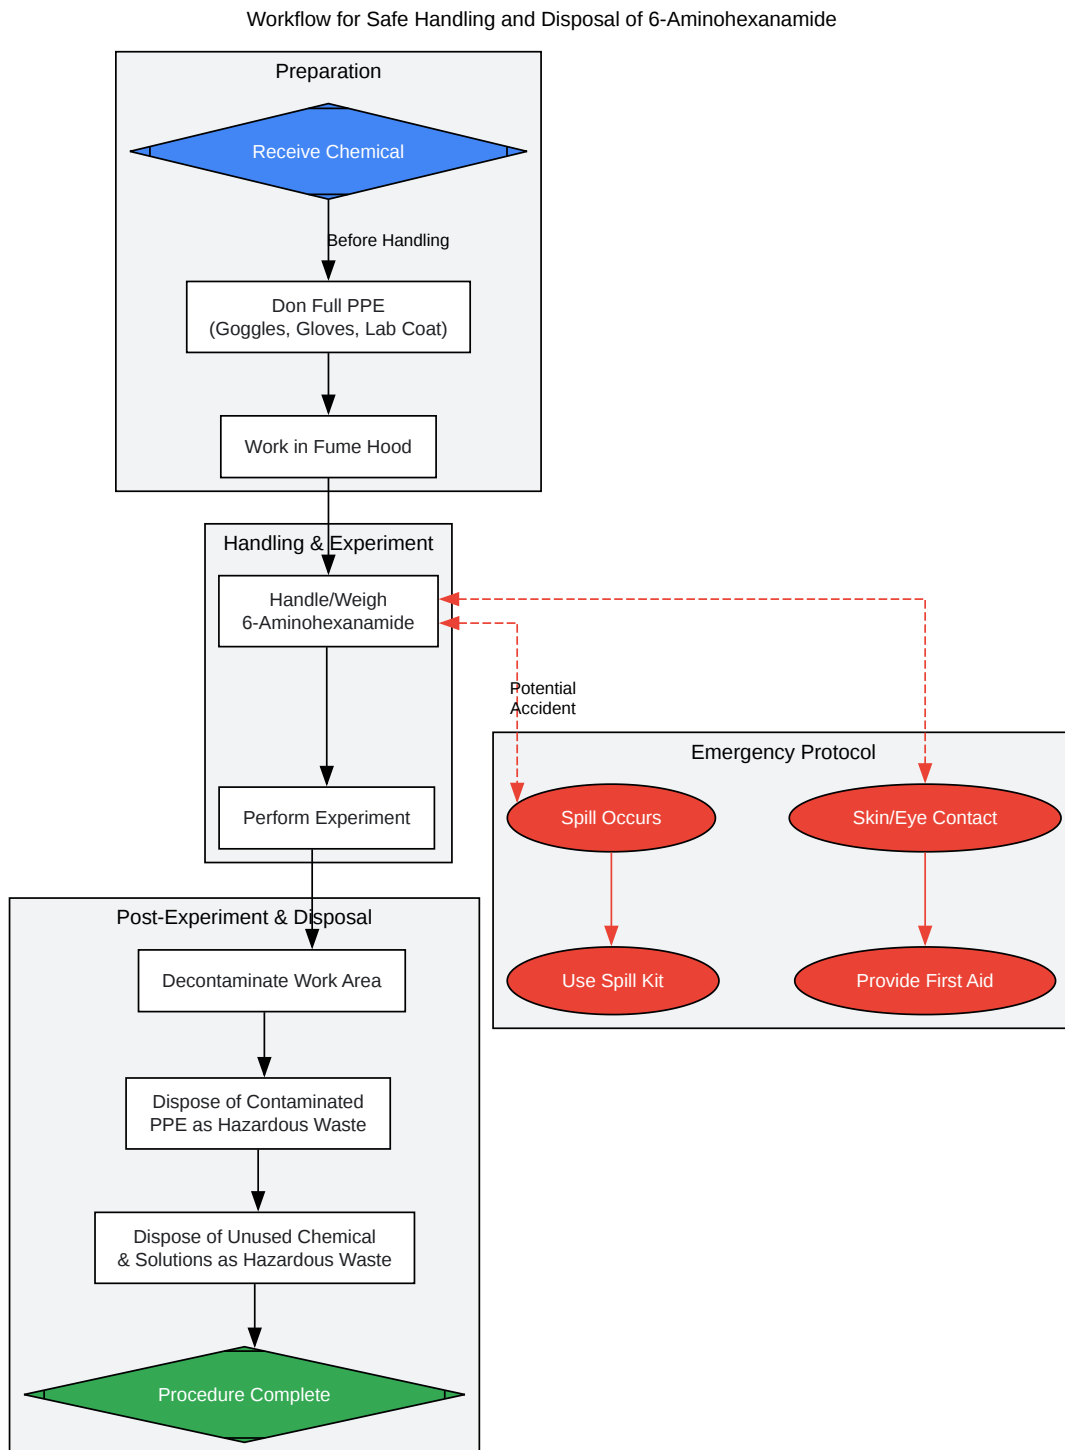 Workflow for Safe Handling and Disposal of 6-Aminohexanamide
Preparation
Receive Chemical
Before Handling
Don Full PPE
(Goggles, Gloves, Lab Coat)
Work in Fume Hood
Handling & Experiment
Handle/Weigh
6-Aminohexanamide
Potential
Accident
Perform Experiment
Emergency Protocol
Spill Occurs
Skin/Eye Contact
Use Spill Kit
Provide First Aid
Post-Experiment & Disposal
Decontaminate Work Area
Dispose of Contaminated
PPE as Hazardous Waste
Dispose of Unused Chemical
& Solutions as Hazardous Waste
Procedure Complete